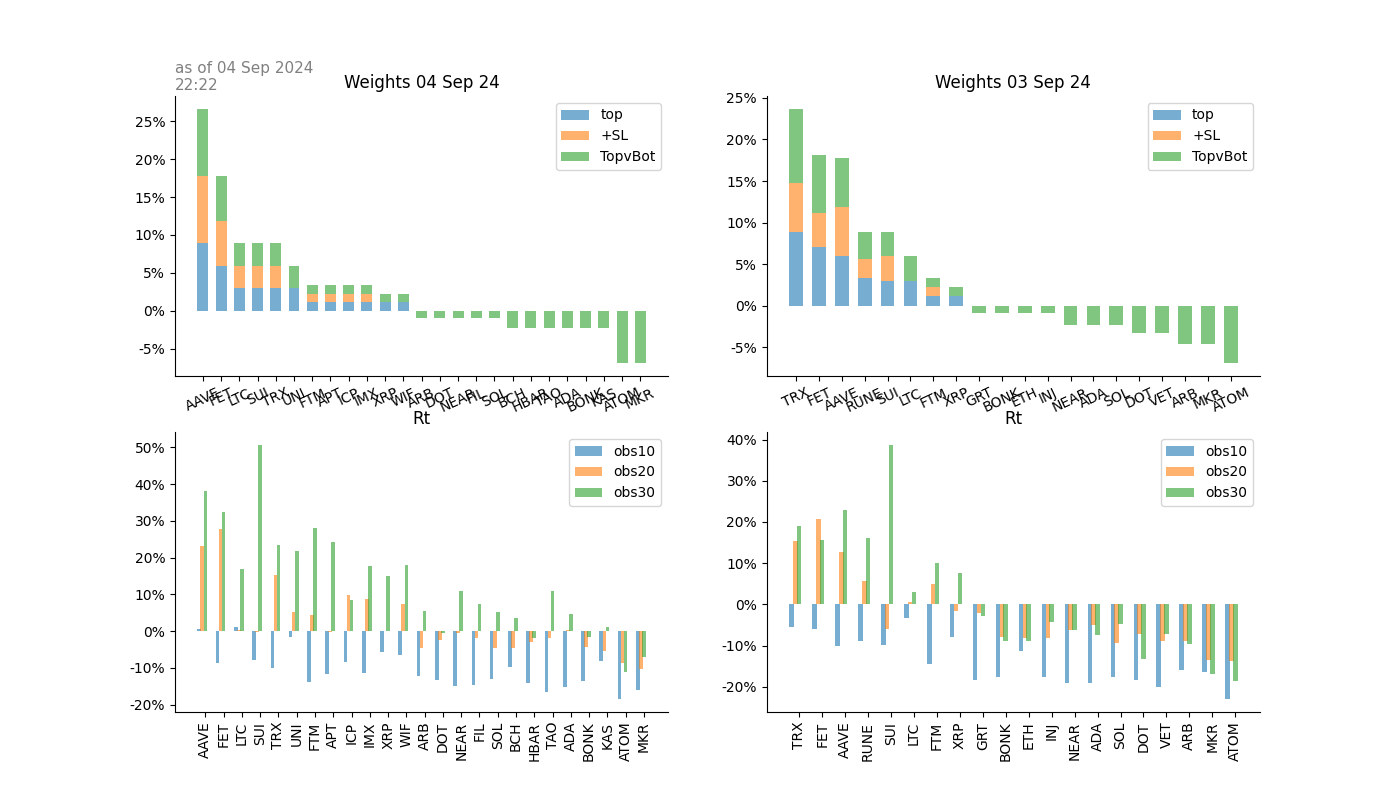 as of 04 Sep 2024
22:22
Weights 04 Sep 24
25%
20%
15%
10%
5%
0%
-5%
top
+SL
TopvBot
AAVE FET LTC SUI TRX UNI FTM APT ICP IMX XRP WIF ARB DOT NEAR FIL SOL BCH HBAR TAO ADA BONK KAS ATOM MKR
Weights 03 Sep 24
25%
20%
15%
10%
5%
0%
-5%
top
+SL
TopvBot
TRX FET AAVE RUNE SUI LTC FTM XRP GRT BONK ETH INJ NEAR ADA SOL DOT VET ARB MKR ATOM
Rt
50%
40%
30%
20%
10%
0%
-10%
-20%
obs10
obs20
obs30
AAVE FET LTC SUI TRX UNI FTM APT ICP IMX XRP WIF ARB DOT NEAR FIL SOL BCH HBAR TAO ADA BONK KAS ATOM MKR
Rt
40%
20%
10%
0%
-10%
-20%
obs10
obs20
obs30
TRX FET AAVE RUNE SUI LTC FTM XRP GRT BONK ETH INJ NEAR ADA SOL DOT VET ARB MKR ATOM